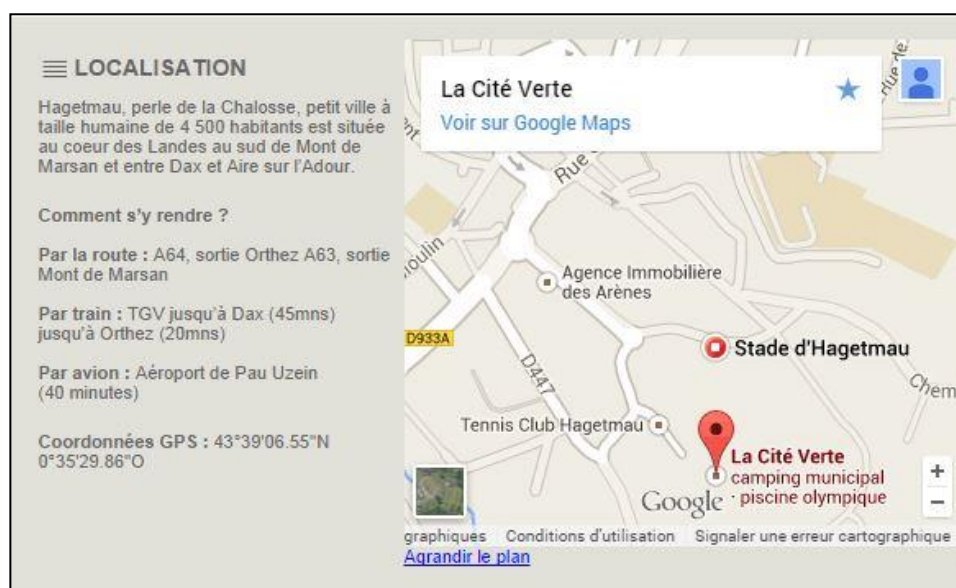 LOCALISATION
Hagetmau, perle de la Chalosse, petit ville à
taille humaine de 4 500 habitants est située
au coeur des Landes au sud de Mont de
Marsan et entre Dax et Aire sur l'Adour.
Comment s'y rendre ?
Par la route : A64, sortie Orthez A63, sortie
Mont de Marsan
Par train : TGV jusqu'à Dax (45mns)
jusqu'à Orthez (20mns)
Par avion : Aéroport de Pau Uzein
(40 minutes)
Coordonnées GPS : 43°39'06.55"N
0°35'29.86"O
La Cité Verte
Voir sur Google Maps
Rue de
Rue
oulin
Agence Immobilière
des Arènes
D933A
Stade d'Hagetmau
D447
Chem
Tennis Club Hagetmau
La Cité Verte
camping municipal
· piscine olympique
Google
+
−
graphiques Conditions d'utilisation Signaler une erreur cartographique
Agrandir le plan